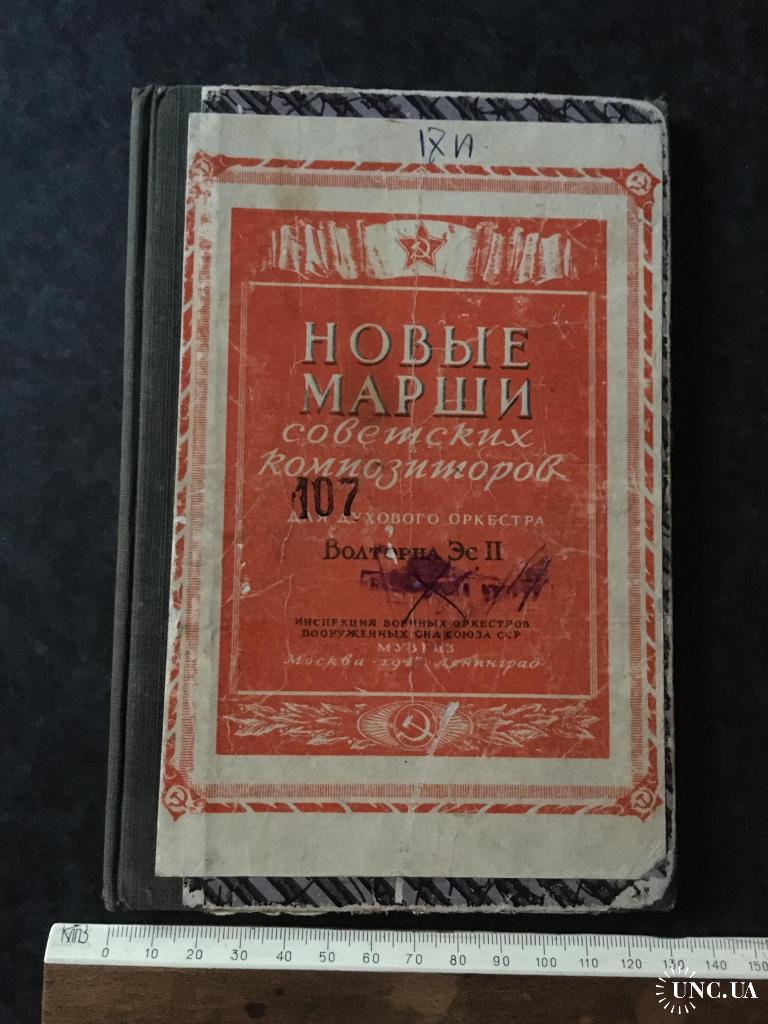 НОВЫЕ
МАРШИ
советских
композиторов
107
ДЛЯ ДУХОВОГО ОРКЕСТРА
Волторна Эс II
ИНСПЕКЦИЯ ВОЕННЫХ ОРКЕСТРОВ
ВООРУЖЕННЫХ СИЛ СОЮЗА ССР
МУЗГИЗ
Москва · Ленинград
0 10 20 30 40 50 60 70 80 90 100 110 120 130 140 150
UNC.UA